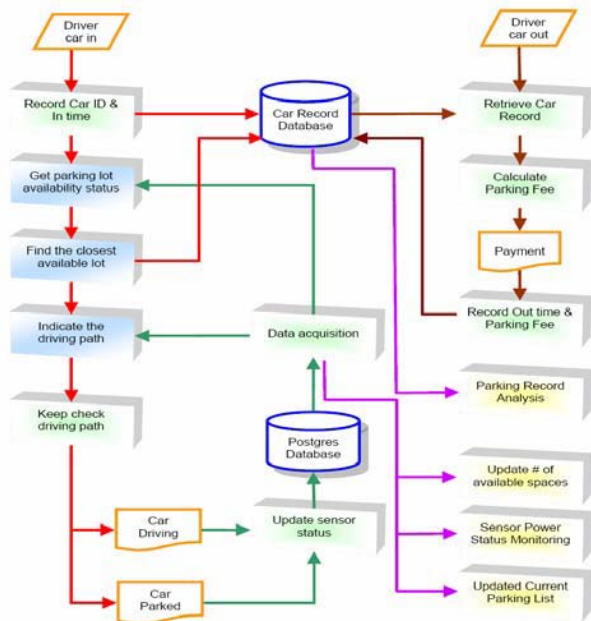 Driver
car in
Driver
car out
Record Car ID &
In time
Car Record
Database
Retrieve Car
Record
Get parking lot
availability status
Calculate
Parking Fee
Find the closest
available lot
Payment
Indicate the
driving path
Data acquisition
Record Out time &
Parking Fee
Keep check
driving path
Parking Record
Analysis
Postgres
Database
Update # of
available spaces
Car
Driving
Update sensor
status
Sensor Power
Status Monitoring
Car
Parked
Updated Current
Parking List